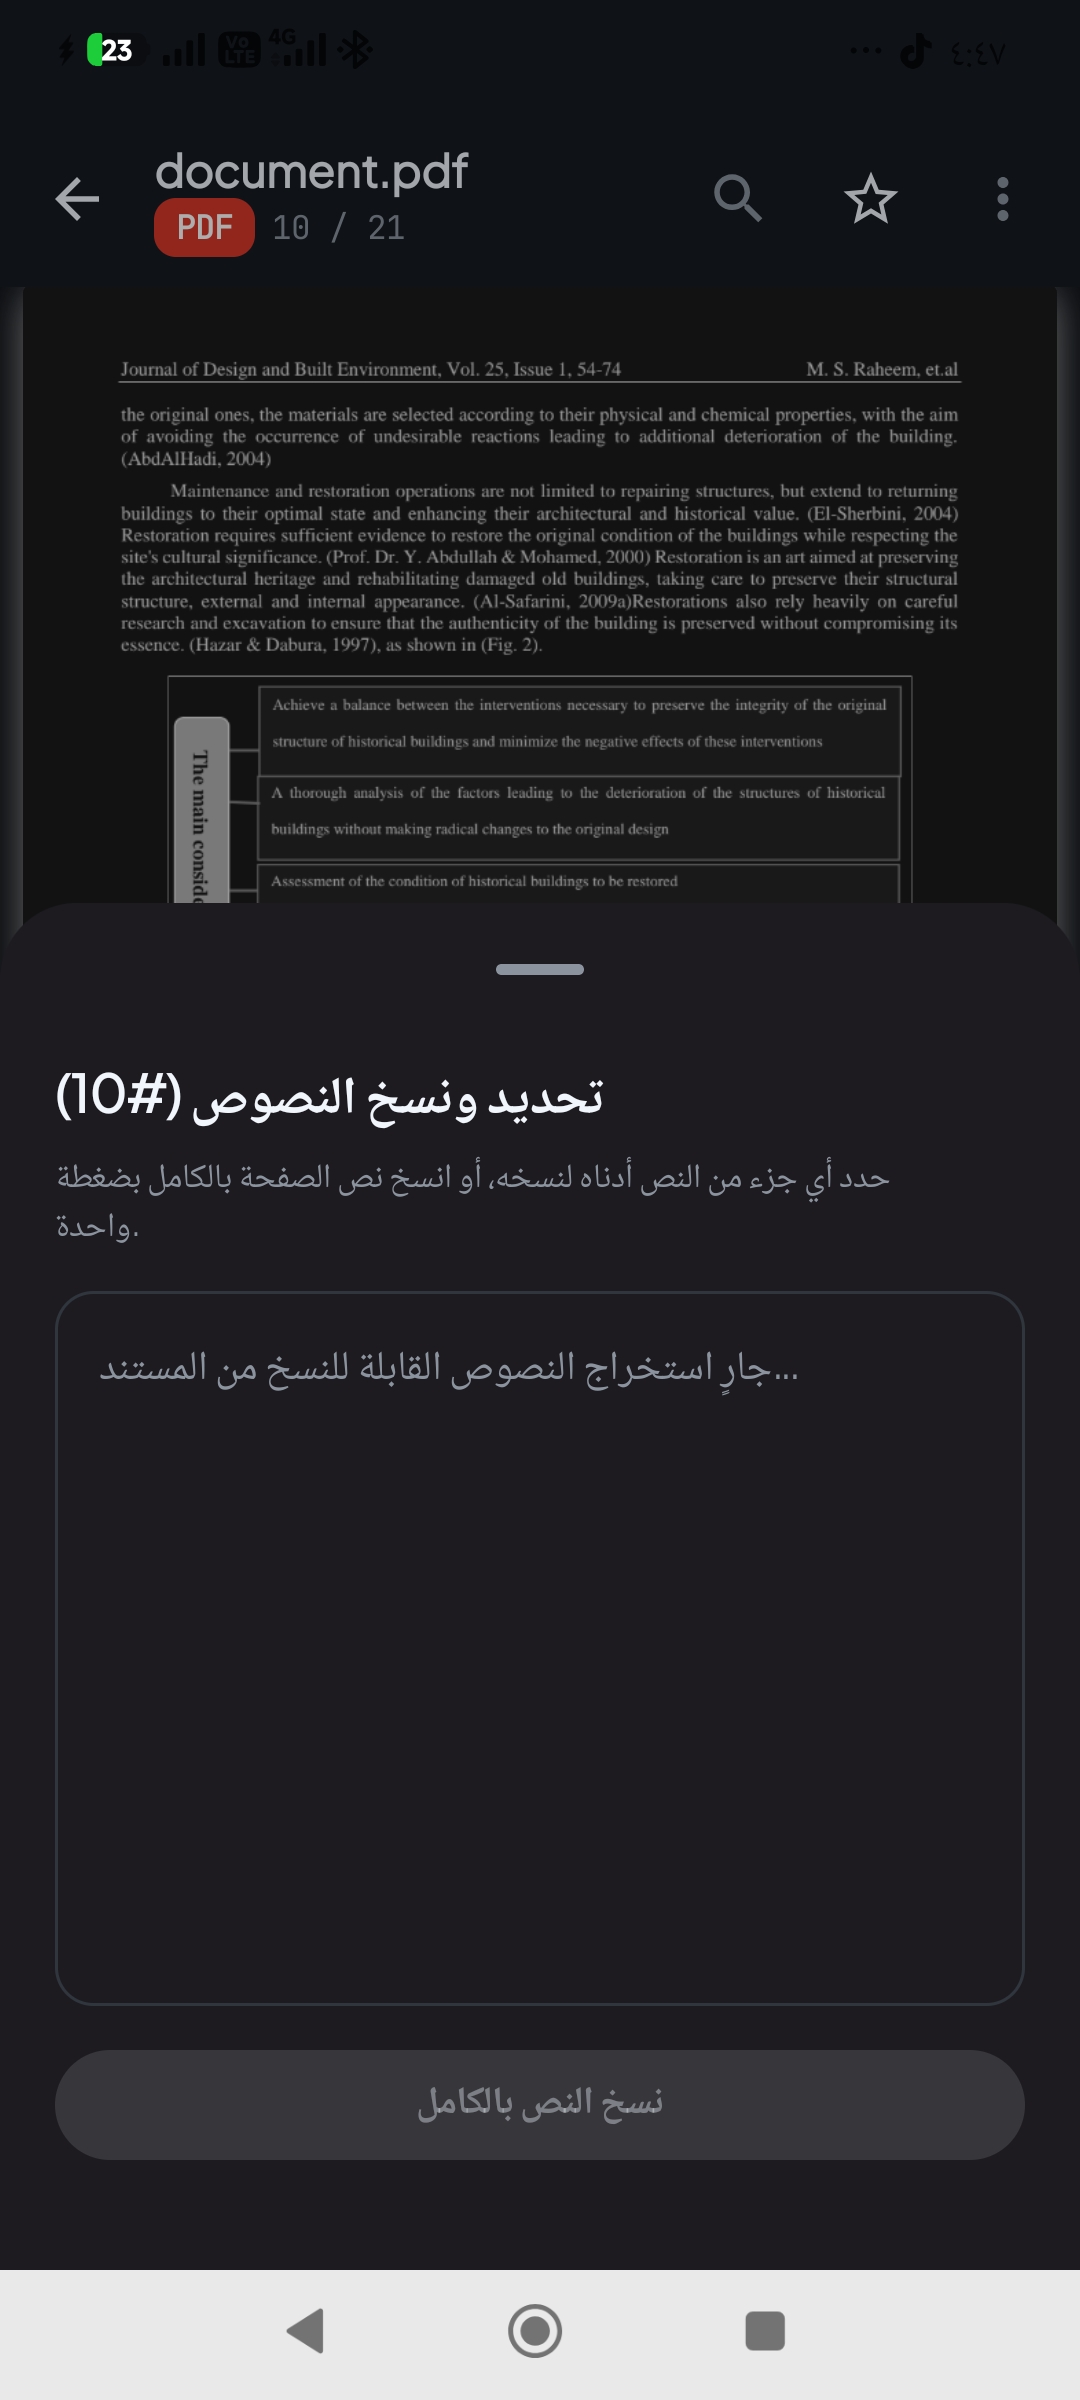 23
Vo
LTE
4G
٤:٤٧
document.pdf
PDF 10 / 21
Journal of Design and Built Environment, Vol. 25, Issue 1, 54-74 M. S. Raheem, et.al
the original ones, the materials are selected according to their physical and chemical properties, with the aim
of avoiding the occurrence of undesirable reactions leading to additional deterioration of the building.
(AbdAlHadi, 2004)
Maintenance and restoration operations are not limited to repairing structures, but extend to returning
buildings to their optimal state and enhancing their architectural and historical value. (El-Sherbini, 2004)
Restoration requires sufficient evidence to restore the original condition of the buildings while respecting the
site's cultural significance. (Prof. Dr. Y. Abdullah & Mohamed, 2000) Restoration is an art aimed at preserving
the architectural heritage and rehabilitating damaged old buildings, taking care to preserve their structural
structure, external and internal appearance. (Al-Safarini, 2009a)Restorations also rely heavily on careful
research and excavation to ensure that the authenticity of the building is preserved without compromising its
essence. (Hazar & Dabura, 1997), as shown in (Fig. 2).
The main conside
Achieve a balance between the interventions necessary to preserve the integrity of the original
structure of historical buildings and minimize the negative effects of these interventions
A thorough analysis of the factors leading to the deterioration of the structures of historical
buildings without making radical changes to the original design
Assessment of the condition of historical buildings to be restored
تحديد ونسخ النصوص (#10)
حدد أي جزء من النص أدناه لنسخه، أو انسخ نص الصفحة بالكامل بضغطة
واحدة.
جارٍ استخراج النصوص القابلة للنسخ من المستند...
نسخ النص بالكامل